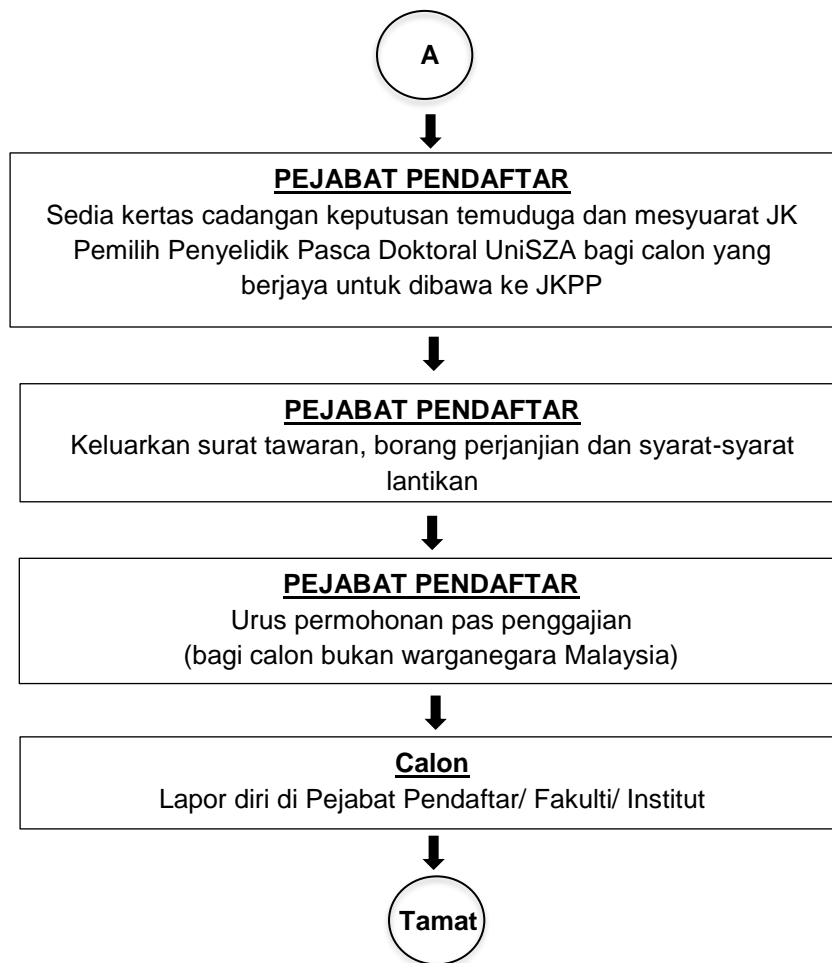 A
PEJABAT PENDAFTAR
Sedia kertas cadangan keputusan temuduga dan mesyuarat JK
Pemilih Penyelidik Pasca Doktoral UniSZA bagi calon yang
berjaya untuk dibawa ke JKPP
PEJABAT PENDAFTAR
Keluarkan surat tawaran, borang perjanjian dan syarat-syarat
lantikan
PEJABAT PENDAFTAR
Urus permohonan pas penggajian
(bagi calon bukan warganegara Malaysia)
Calon
Lapor diri di Pejabat Pendaftar/ Fakulti/ Institut
Tamat